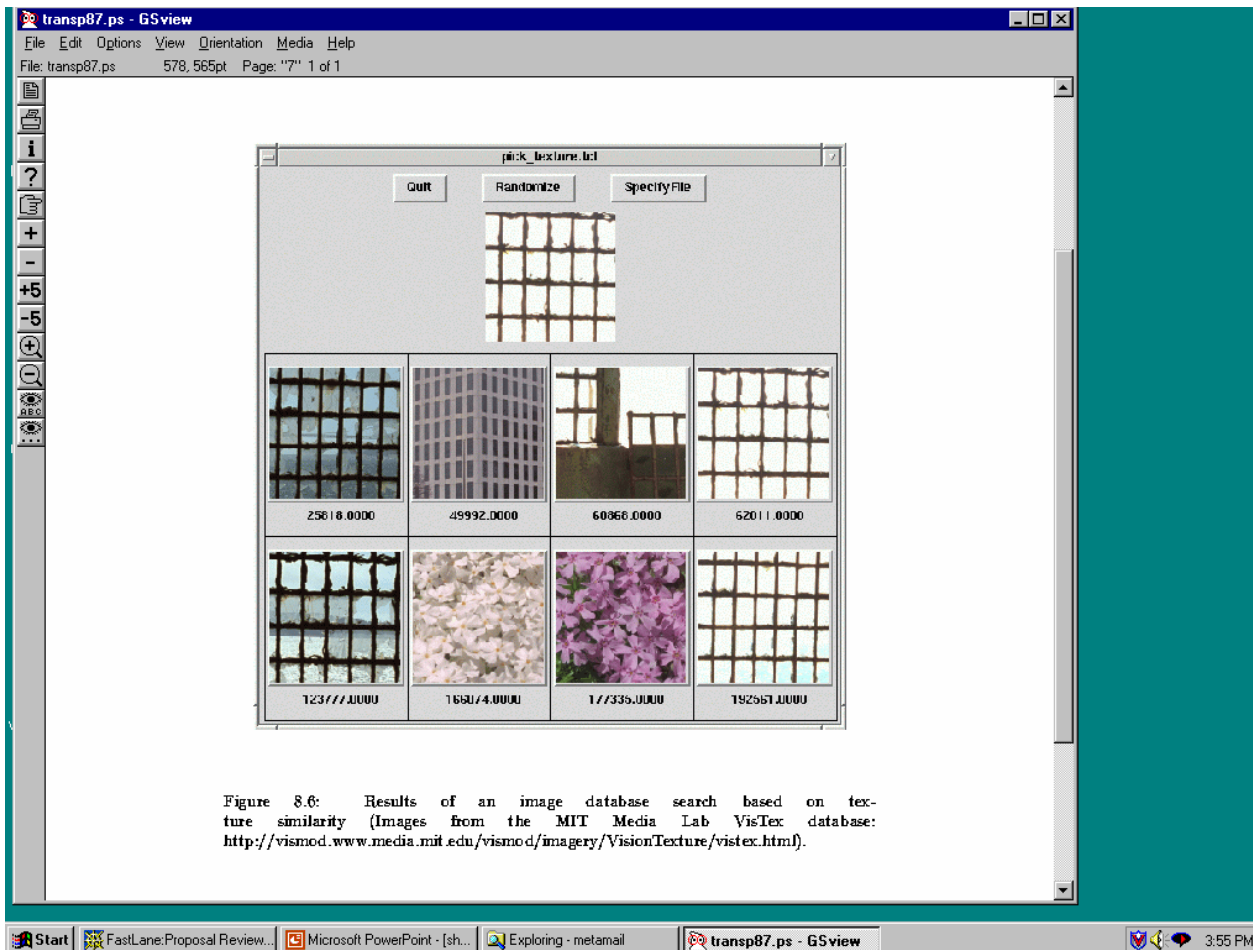 transp87.ps - GSview
File Edit Options View Orientation Media Help
File: transp87.ps 578, 565pt Page: "7" 1 of 1
i
?
+
-
+5
-5
ABC
pick_texture.tcl
Quit Randomize SpecifyFile
25818.0000 49992.0000 60868.0000 62011.0000
123777.0000 166074.0000 177335.0000 192561.0000
Figure 8.6: Results of an image database search based on tex-
ture similarity (Images from the MIT Media Lab VisTex database:
http://vismod.www.media.mit.edu/vismod/imagery/VisionTexture/vistex.html).
Start FastLane:Proposal Review... Microsoft PowerPoint - [sh... Exploring - metamail transp87.ps - GSview 3:55 PM